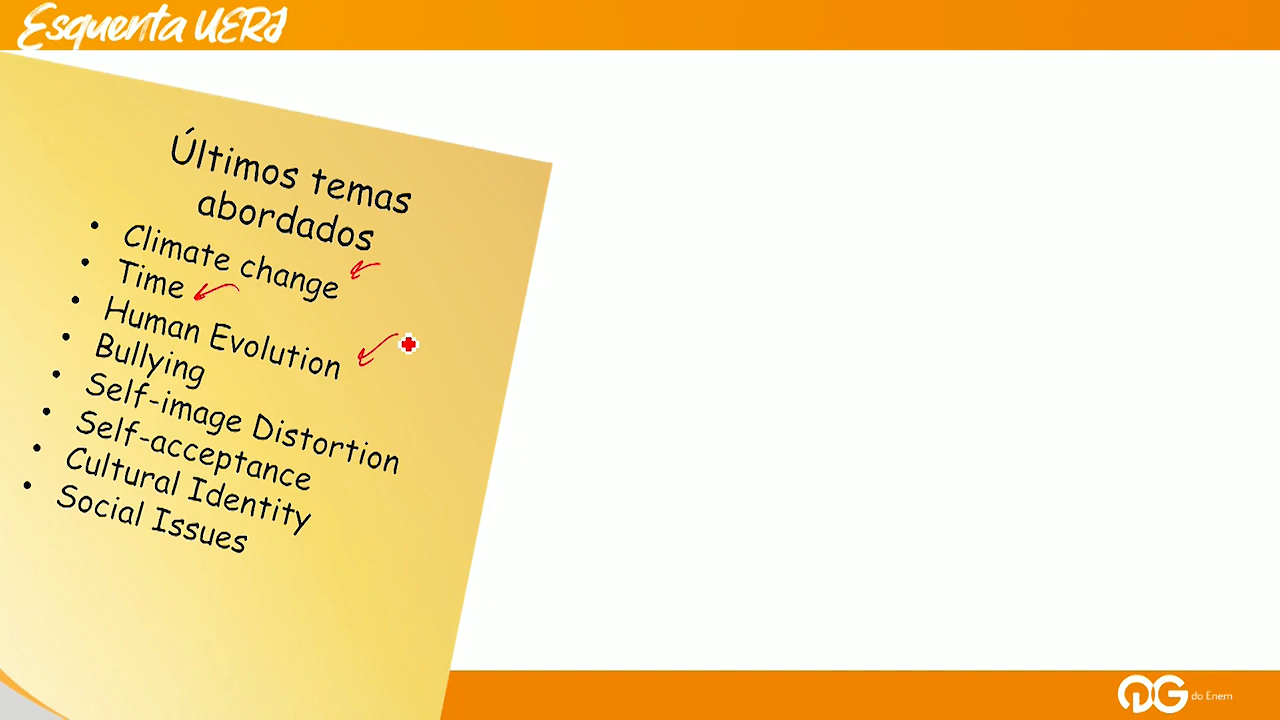 Esquenta UERJ
Últimos temas
abordados
• Climate change
• Time
• Human Evolution
• Bullying
• Self-image Distortion
• Self-acceptance
• Cultural Identity
• Social Issues
QG do Enem